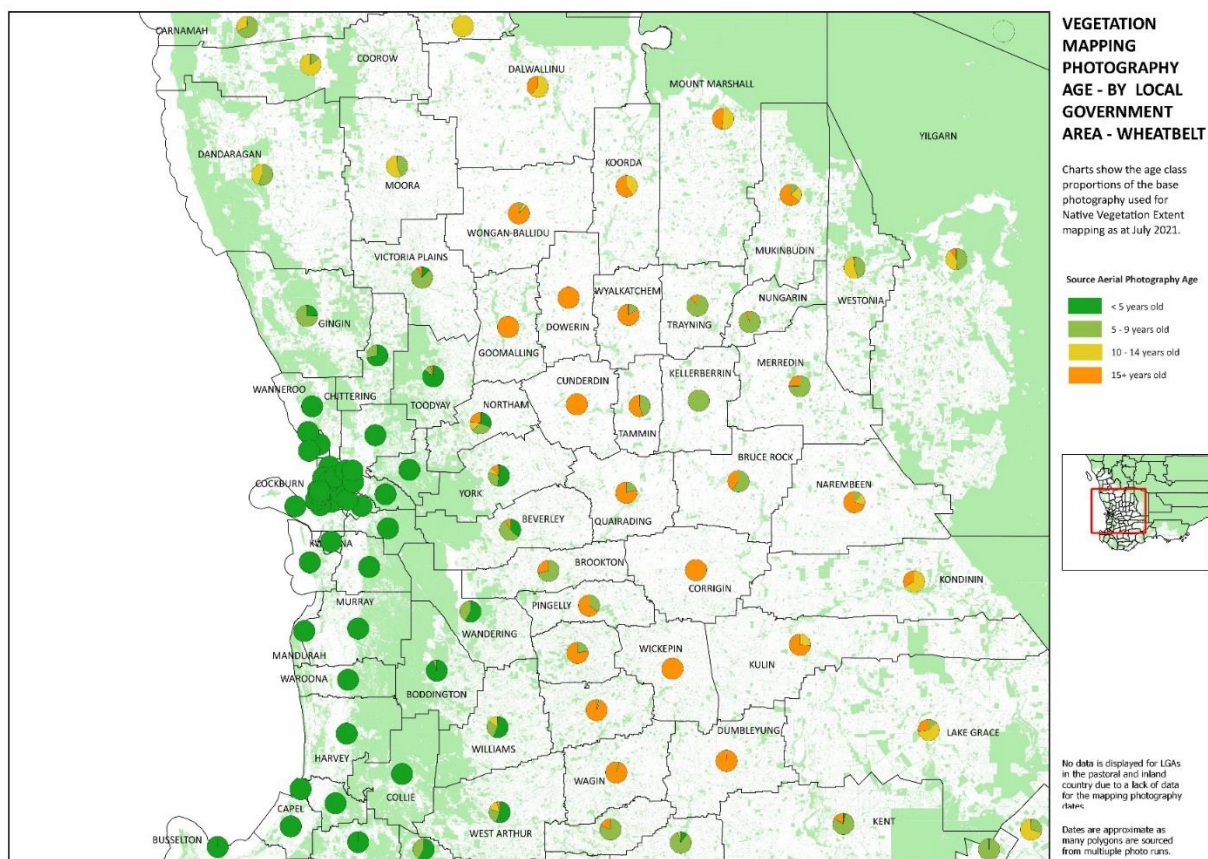 VEGETATION
MAPPING
PHOTOGRAPHY
AGE - BY LOCAL
GOVERNMENT
AREA - WHEATBELT
Charts show the age class
proportions of the base
photography used for
Native Vegetation Extent
mapping as at July 2021.
Source Aerial Photography Age
< 5 years old
5 - 9 years old
10 - 14 years old
15+ years old
No data is displayed for LGAs
in the pastoral and inland
country due to a lack of data
for the mapping photography
dates.
Dates are approximate as
many polygons are sourced
from multiuple photo runs.
CARNAMAH
COOROW
DALWALLINU
MOUNT MARSHALL
YILGARN
DANDARAGAN
MOORA
KOORDA
WONGAN-BALLIDU
MUKINBUDIN
VICTORIA PLAINS
WYALKATCHEM
NUNGARIN
WESTONIA
GINGIN
DOWERIN
TRAYNING
GOOMALLING
MERREDIN
KELLERBERRIN
CUNDERDIN
WANNEROO
CHITTERING
TOODYAY
NORTHAM
TAMMIN
BRUCE ROCK
COCKBURN
YORK
NAREMBEEN
BEVERLEY
QUAIRADING
BROOKTON
CORRIGIN
KONDININ
MURRAY
PINGELLY
WANDERING
MANDURAH
WICKEPIN
KULIN
WAROONA
BODDINGTON
WILLIAMS
DUMBLEYUNG
LAKE GRACE
HARVEY
WAGIN
COLLIE
CAPEL
WEST ARTHUR
KENT
BUSSELTON